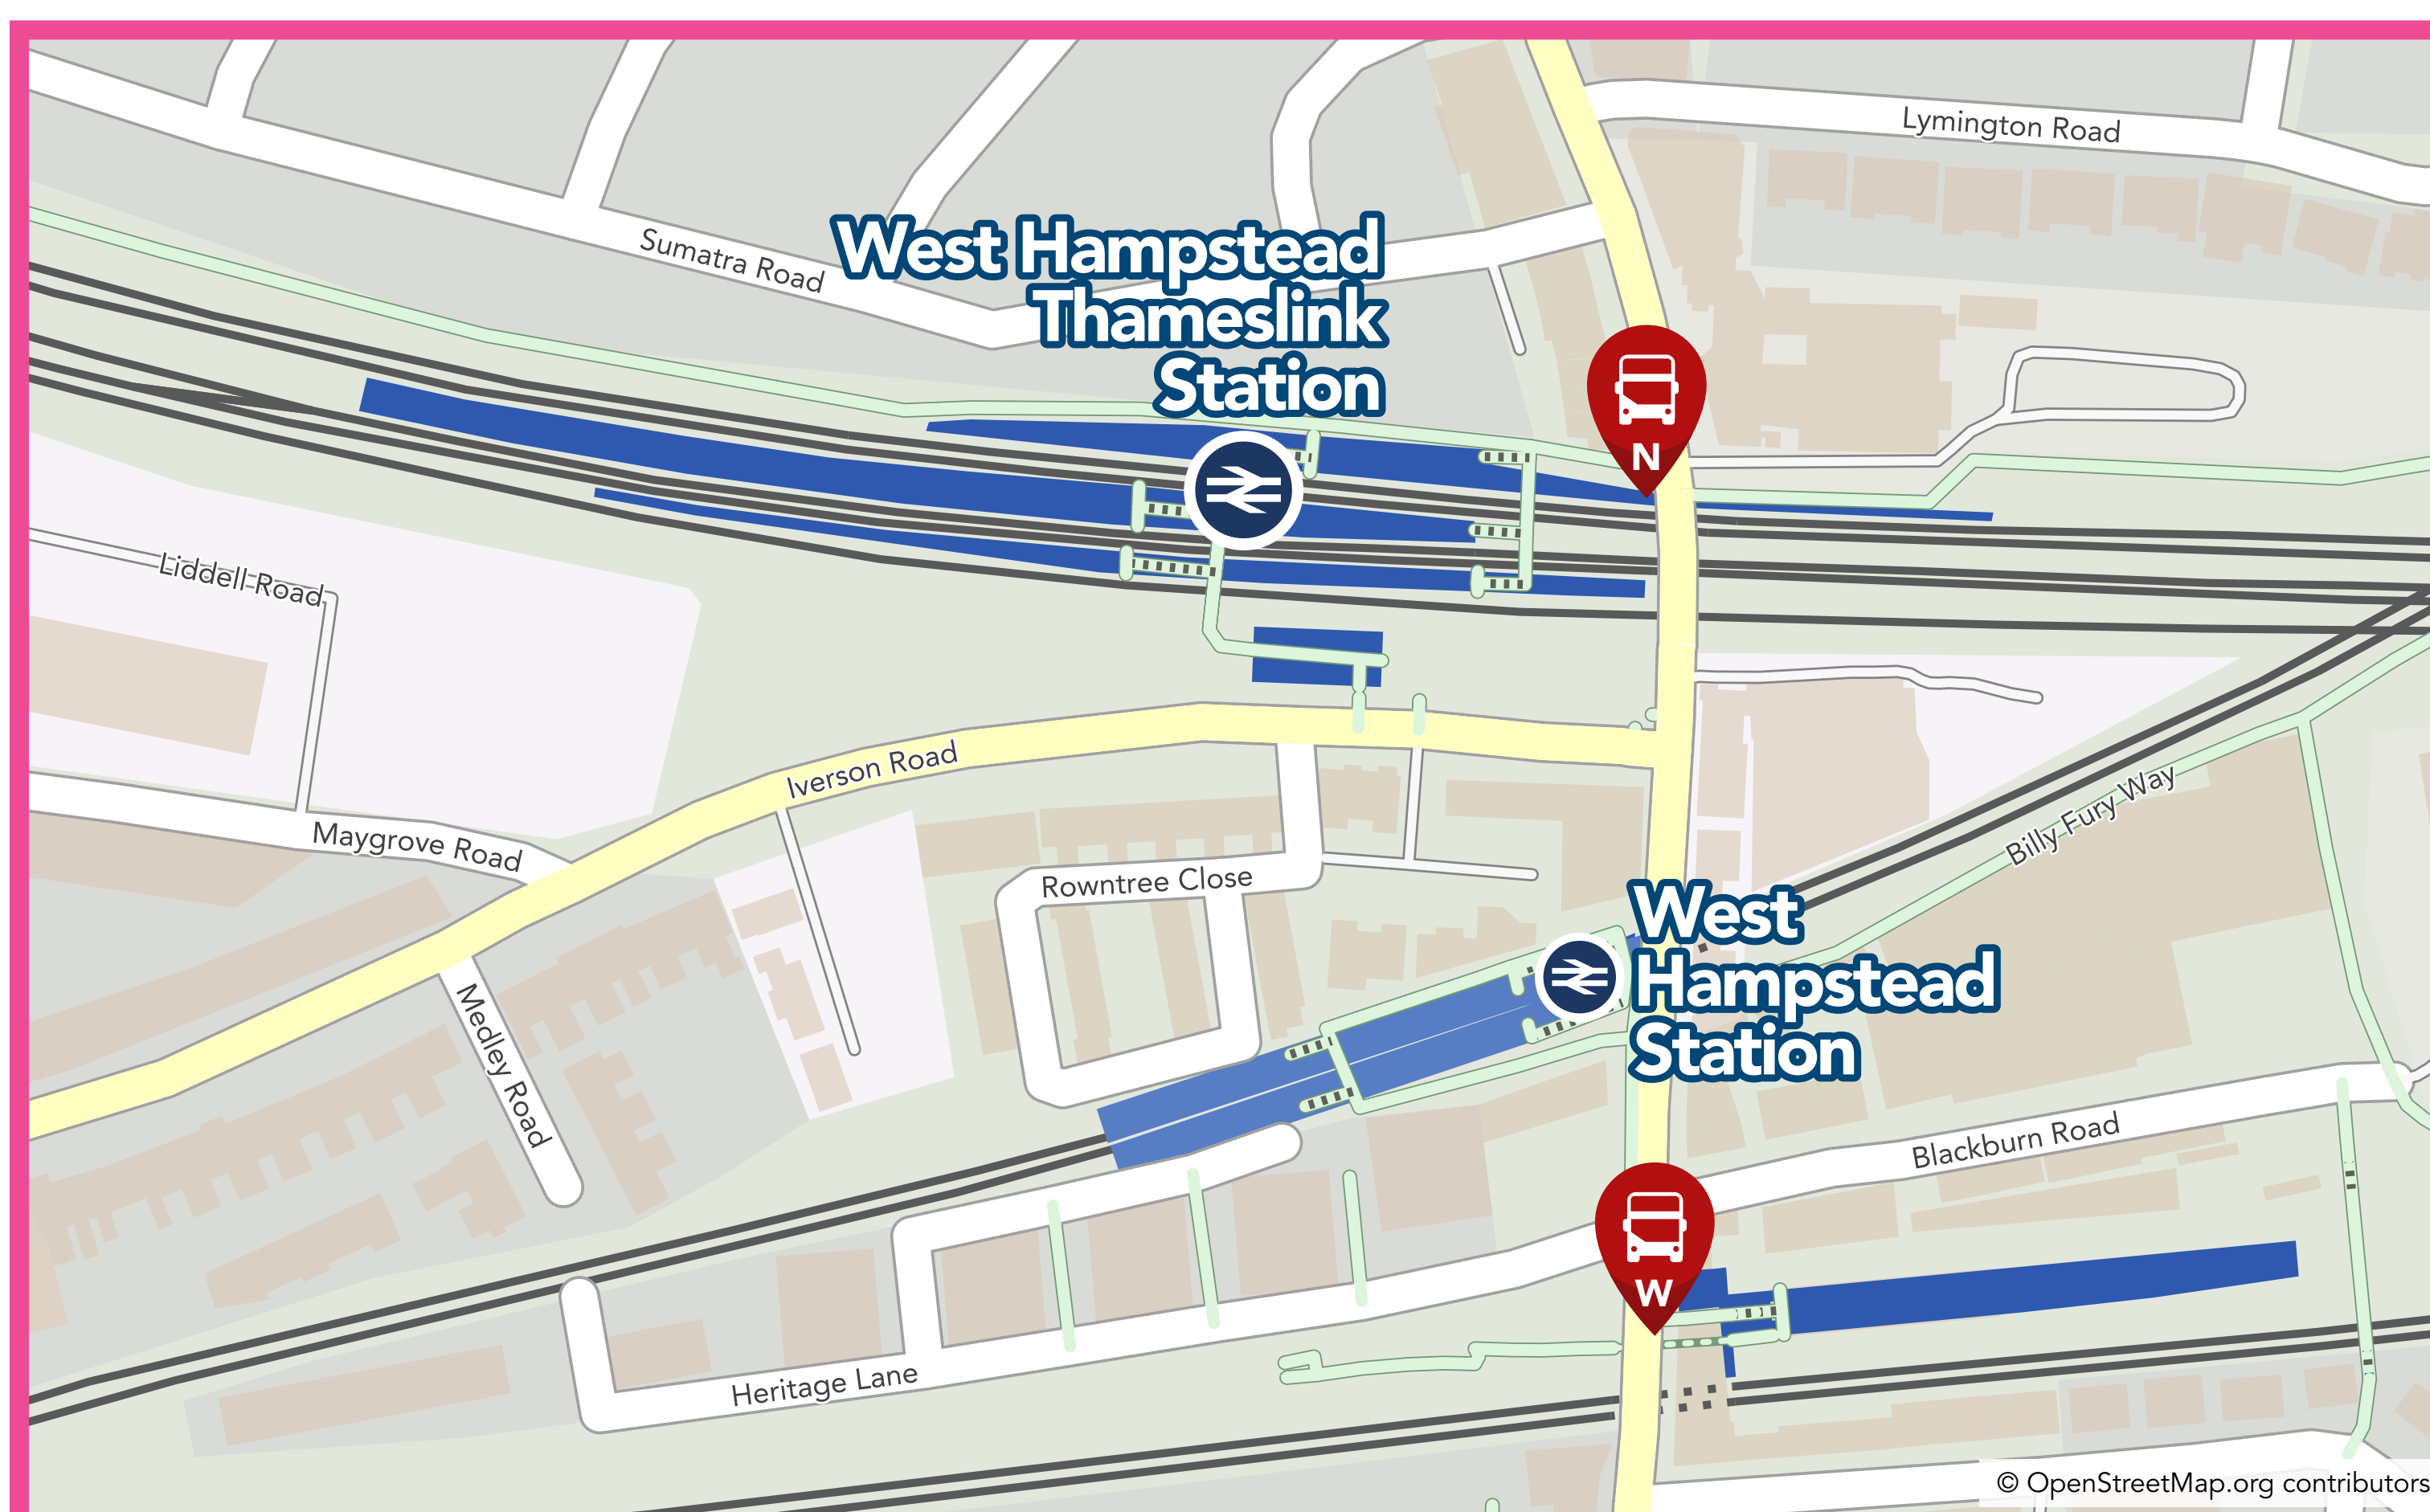 Lymington Road
Sumatra Road
West Hampstead
Thameslink
Station
N
Liddell Road
Iverson Road
Maygrove Road
Billy Fury Way
Rowntree Close
West
Hampstead
Station
Medley Road
Blackburn Road
W
Heritage Lane
© OpenStreetMap.org contributors